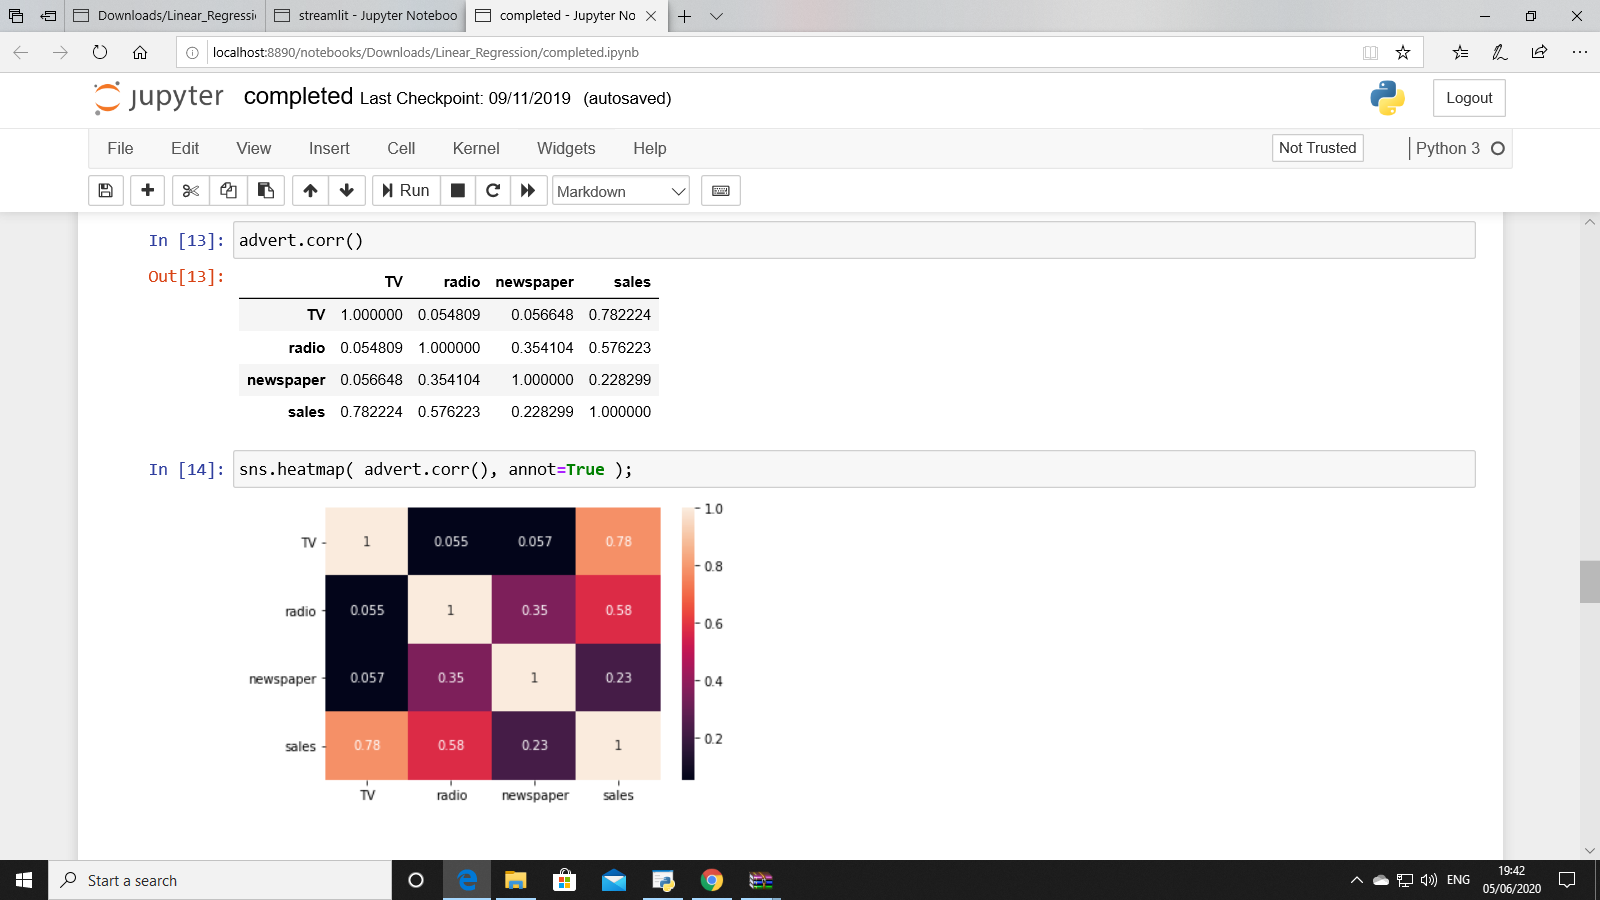 Downloads/Linear_Regressi
streamlit - Jupyter Noteboo
completed - Jupyter No
localhost:8890/notebooks/Downloads/Linear_Regression/completed.ipynb
jupyter completed Last Checkpoint: 09/11/2019 (autosaved)
Logout
File Edit View Insert Cell Kernel Widgets Help
Not Trusted
Python 3
Run
Markdown
In [13]: advert.corr()
Out[13]:
TV radio newspaper sales
TV 1.000000 0.054809 0.056648 0.782224
radio 0.054809 1.000000 0.354104 0.576223
newspaper 0.056648 0.354104 1.000000 0.228299
sales 0.782224 0.576223 0.228299 1.000000
In [14]: sns.heatmap( advert.corr(), annot=True );
1.0
TV 1 0.055 0.057 0.78
0.8
radio 0.055 1 0.35 0.58
0.6
newspaper 0.057 0.35 1 0.23
0.4
sales 0.78 0.58 0.23 1
0.2
TV radio newspaper sales
Start a search
ENG
19:42
05/06/2020